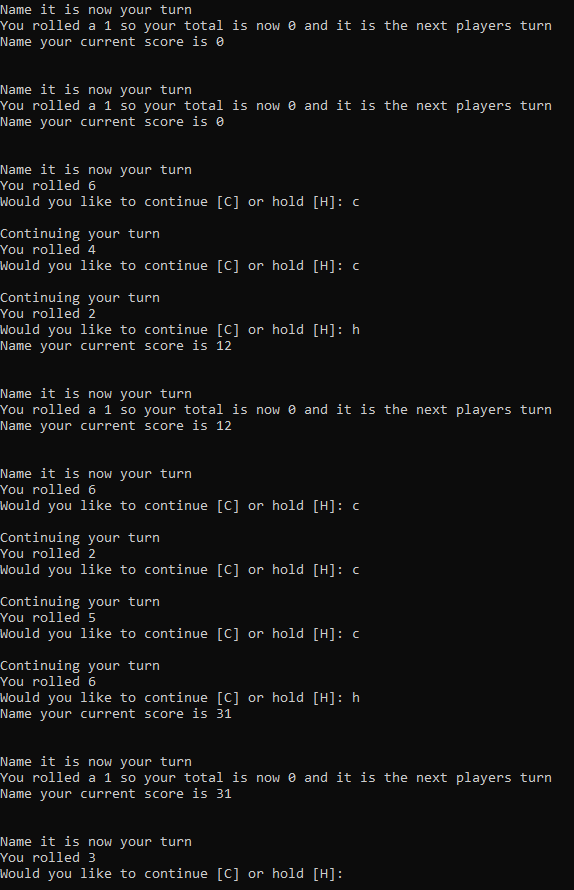 Name it is now your turn
You rolled a 1 so your total is now 0 and it is the next players turn
Name your current score is 0
Name it is now your turn
You rolled a 1 so your total is now 0 and it is the next players turn
Name your current score is 0
Name it is now your turn
You rolled 6
Would you like to continue [C] or hold [H]: c
Continuing your turn
You rolled 4
Would you like to continue [C] or hold [H]: c
Continuing your turn
You rolled 2
Would you like to continue [C] or hold [H]: h
Name your current score is 12
Name it is now your turn
You rolled a 1 so your total is now 0 and it is the next players turn
Name your current score is 12
Name it is now your turn
You rolled 6
Would you like to continue [C] or hold [H]: c
Continuing your turn
You rolled 2
Would you like to continue [C] or hold [H]: c
Continuing your turn
You rolled 5
Would you like to continue [C] or hold [H]: c
Continuing your turn
You rolled 6
Would you like to continue [C] or hold [H]: h
Name your current score is 31
Name it is now your turn
You rolled a 1 so your total is now 0 and it is the next players turn
Name your current score is 31
Name it is now your turn
You rolled 3
Would you like to continue [C] or hold [H]: